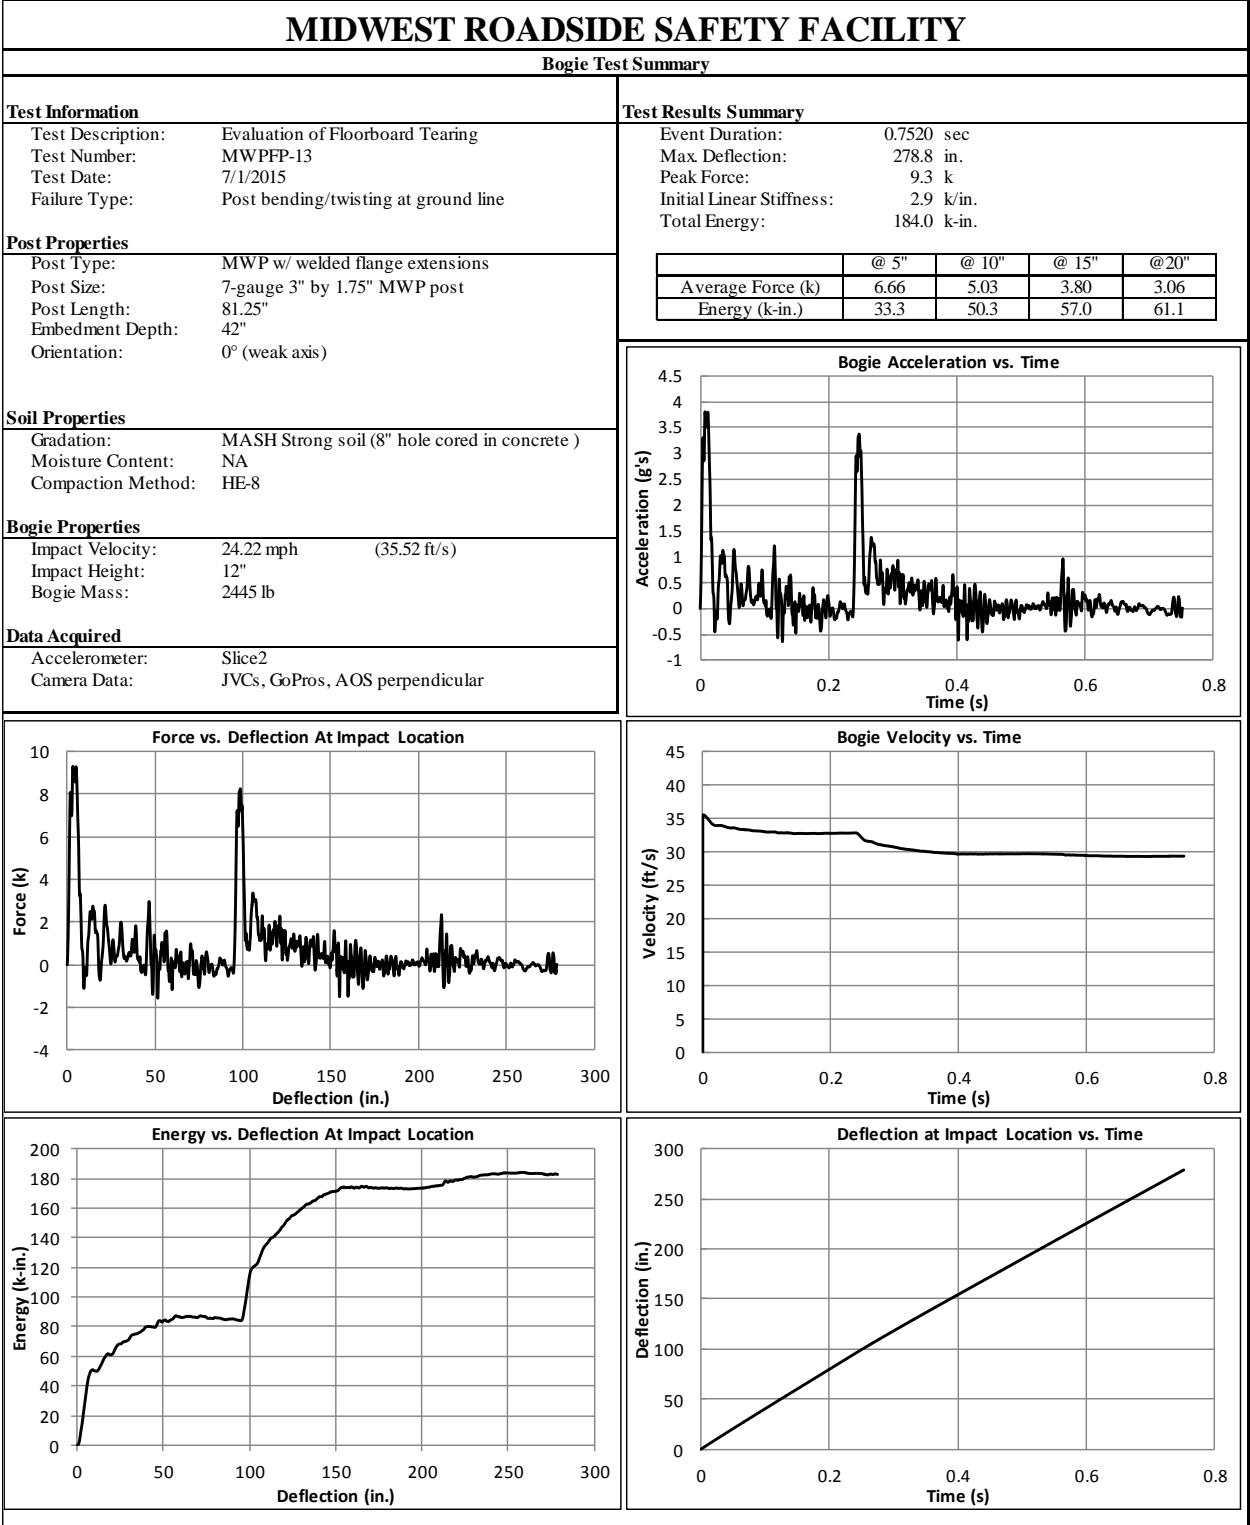 MIDWEST ROADSIDE SAFETY FACILITY
Bogie Test Summary
Test Information
Test Description: Evaluation of Floorboard Tearing
Test Number: MWPFP-13
Test Date: 7/1/2015
Failure Type: Post bending/twisting at ground line
Post Properties
Post Type: MWP w/ welded flange extensions
Post Size: 7-gauge 3" by 1.75" MWP post
Post Length: 81.25"
Embedment Depth: 42"
Orientation: 0° (weak axis)
Soil Properties
Gradation: MASH Strong soil (8" hole cored in concrete )
Moisture Content: NA
Compaction Method: HE-8
Bogie Properties
Impact Velocity: 24.22 mph (35.52 ft/s)
Impact Height: 12"
Bogie Mass: 2445 lb
Data Acquired
Accelerometer: Slice2
Camera Data: JVCs, GoPros, AOS perpendicular
Test Results Summary
Event Duration: 0.7520 sec
Max. Deflection: 278.8 in.
Peak Force: 9.3 k
Initial Linear Stiffness: 2.9 k/in.
Total Energy: 184.0 k-in.
@ 5" @ 10" @ 15" @20"
Average Force (k) 6.66 5.03 3.80 3.06
Energy (k-in.) 33.3 50.3 57.0 61.1
Bogie Acceleration vs. Time
4.5
4
3.5
3
2.5
2
1.5
1
0.5
0
-0.5
-1
Acceleration (g's)
0 0.2 0.4 0.6 0.8
Time (s)
Force vs. Deflection At Impact Location
10
8
6
4
2
0
-2
-4
Force (k)
0 50 100 150 200 250 300
Deflection (in.)
Bogie Velocity vs. Time
45
40
35
30
25
20
15
10
5
0
Velocity (ft/s)
0 0.2 0.4 0.6 0.8
Time (s)
Energy vs. Deflection At Impact Location
200
180
160
140
120
100
80
60
40
20
0
Energy (k-in.)
0 50 100 150 200 250 300
Deflection (in.)
Deflection at Impact Location vs. Time
300
250
200
150
100
50
0
Deflection (in.)
0 0.2 0.4 0.6 0.8
Time (s)